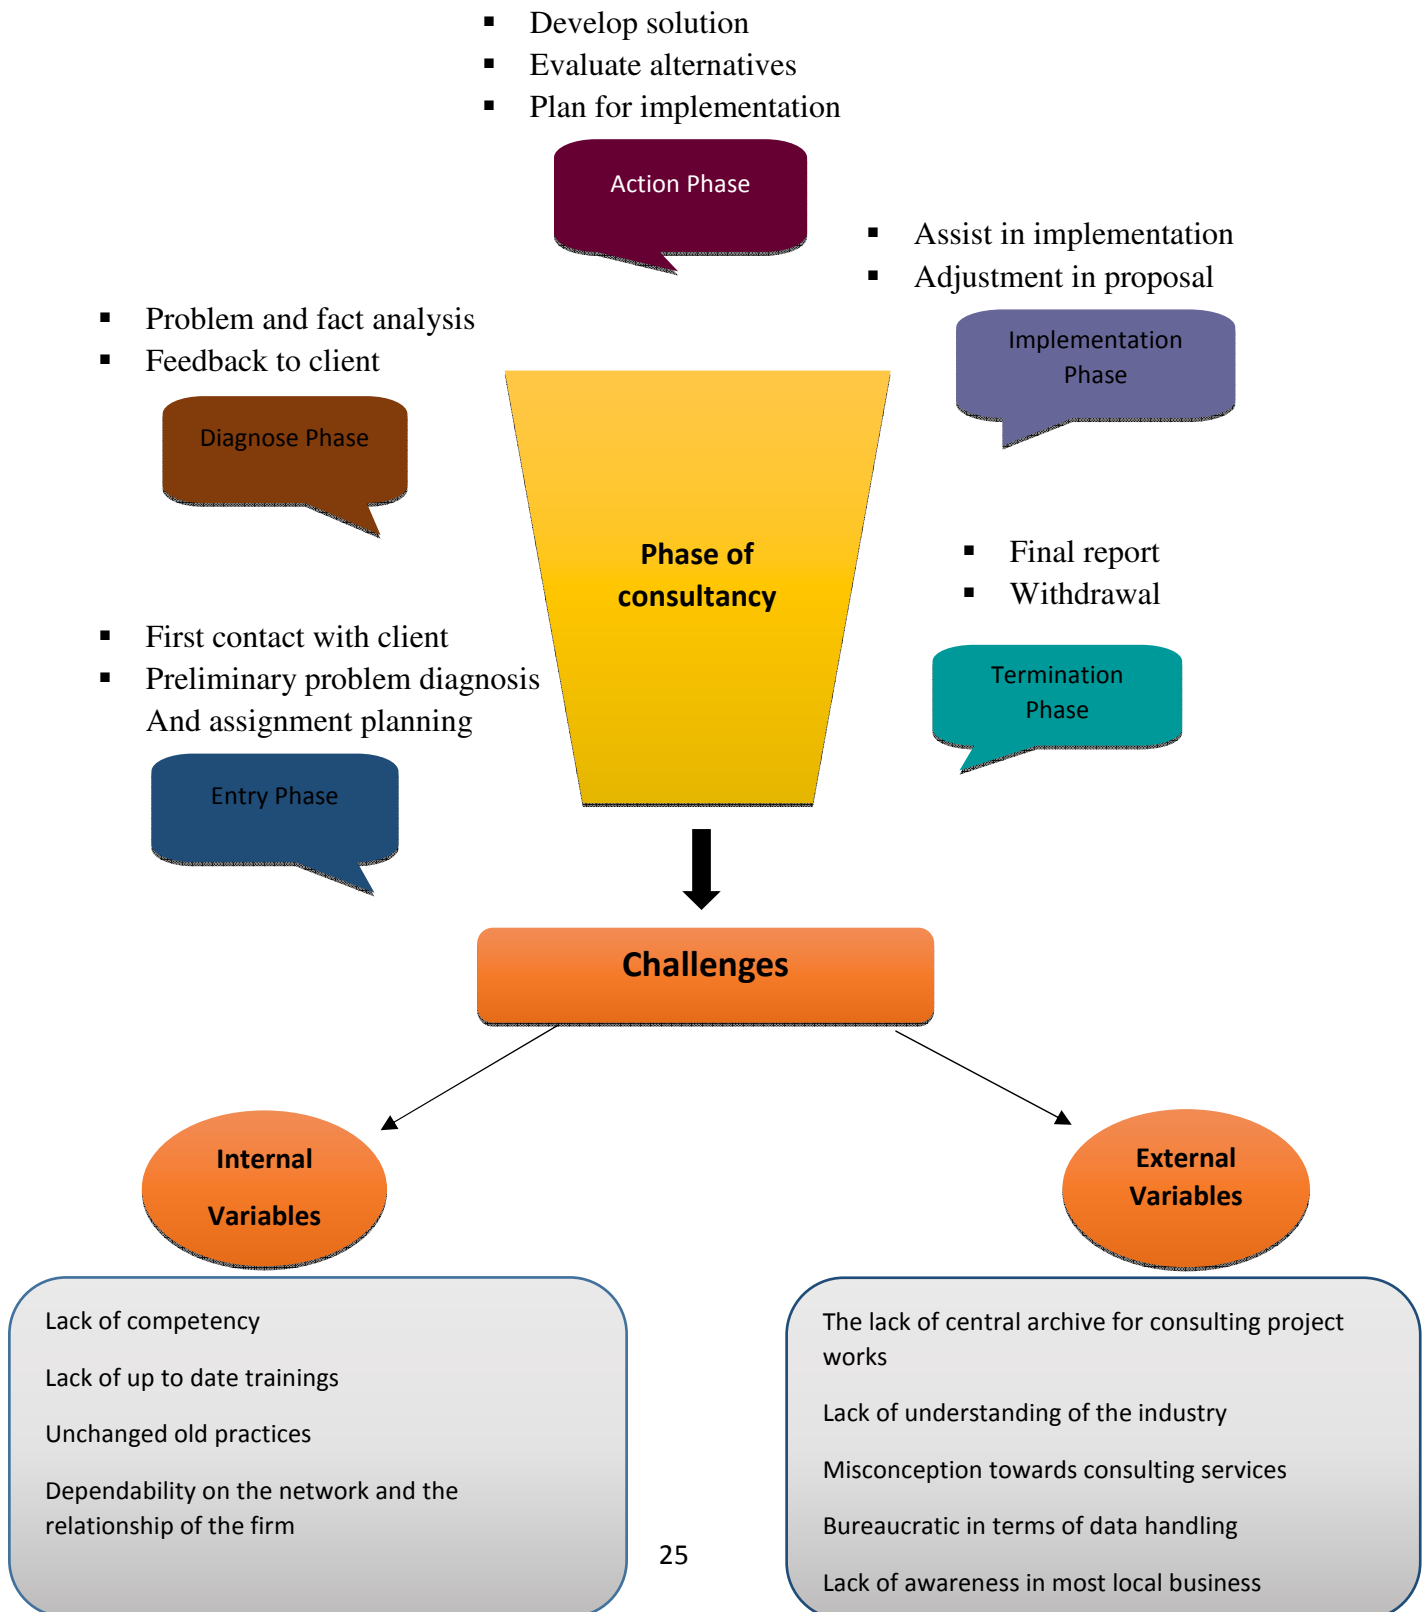 ▪ Develop solution
▪ Evaluate alternatives
▪ Plan for implementation
Action Phase
▪ Assist in implementation
▪ Adjustment in proposal
Implementation
Phase
▪ Problem and fact analysis
▪ Feedback to client
Diagnose Phase
Phase of
consultancy
▪ Final report
▪ Withdrawal
Termination
Phase
▪ First contact with client
▪ Preliminary problem diagnosis
And assignment planning
Entry Phase
Challenges
Internal
Variables
External
Variables
Lack of competency
Lack of up to date trainings
Unchanged old practices
Dependability on the network and the
relationship of the firm
The lack of central archive for consulting project
works
Lack of understanding of the industry
Misconception towards consulting services
Bureaucratic in terms of data handling
Lack of awareness in most local business
25